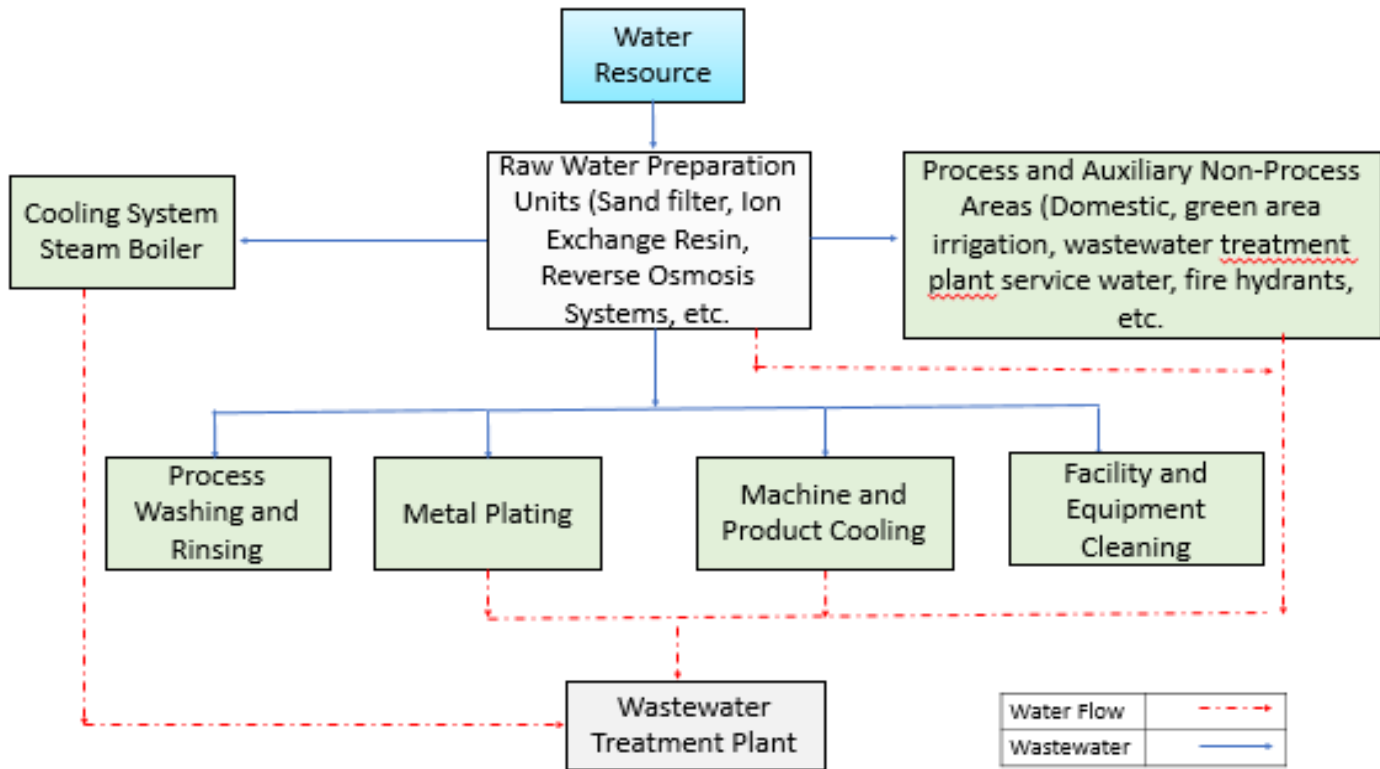 Water
Resource
Raw Water Preparation
Units (Sand filter, Ion
Exchange Resin,
Reverse Osmosis
Systems, etc.
Process and Auxiliary Non-Process
Areas (Domestic, green area
irrigation, wastewater treatment
plant service water, fire hydrants,
etc.
Cooling System
Steam Boiler
Process
Washing and
Rinsing
Metal Plating
Machine and
Product Cooling
Facility and
Equipment
Cleaning
Wastewater
Treatment Plant
Water Flow
Wastewater